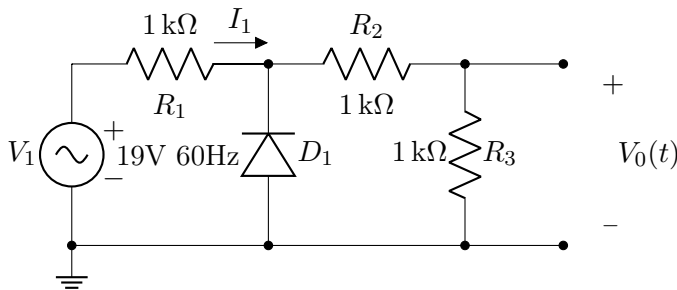 1 kΩ
I₁
R₂
R₁
1 kΩ
+
V₁
+
19V 60Hz
D₁
1 kΩ
R₃
V₀(t)
−
−